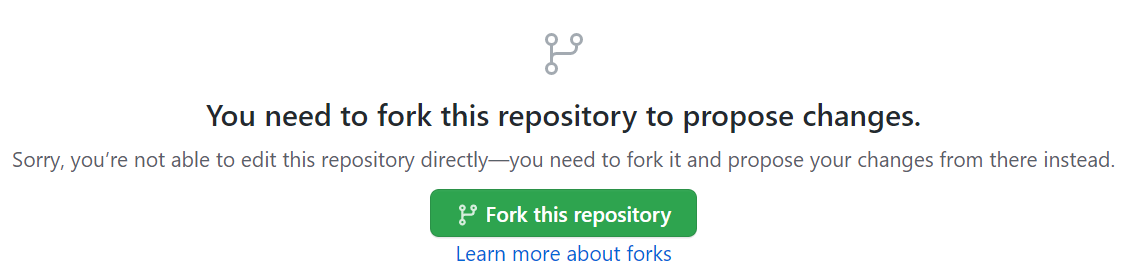 You need to fork this repository to propose changes.
Sorry, you’re not able to edit this repository directly—you need to fork it and propose your changes from there instead.
Fork this repository
Learn more about forks